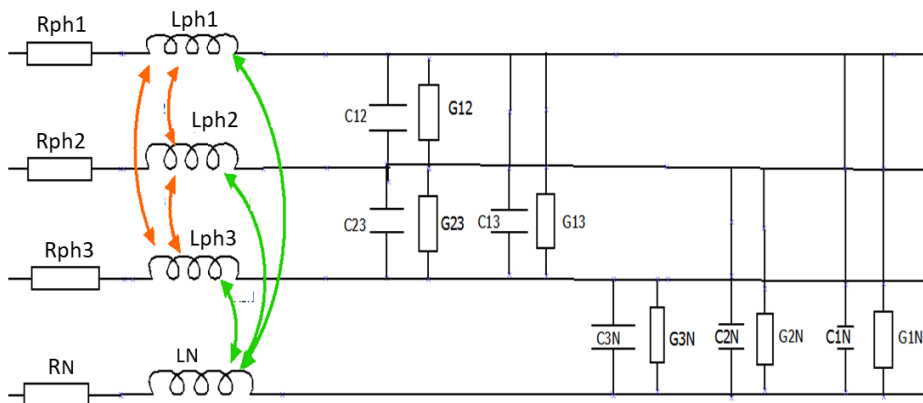 Rph1
Lph1
C12
G12
Rph2
Lph2
C23
G23
C13
G13
Rph3
Lph3
C3N
G3N
C2N
G2N
C1N
G1N
RN
LN